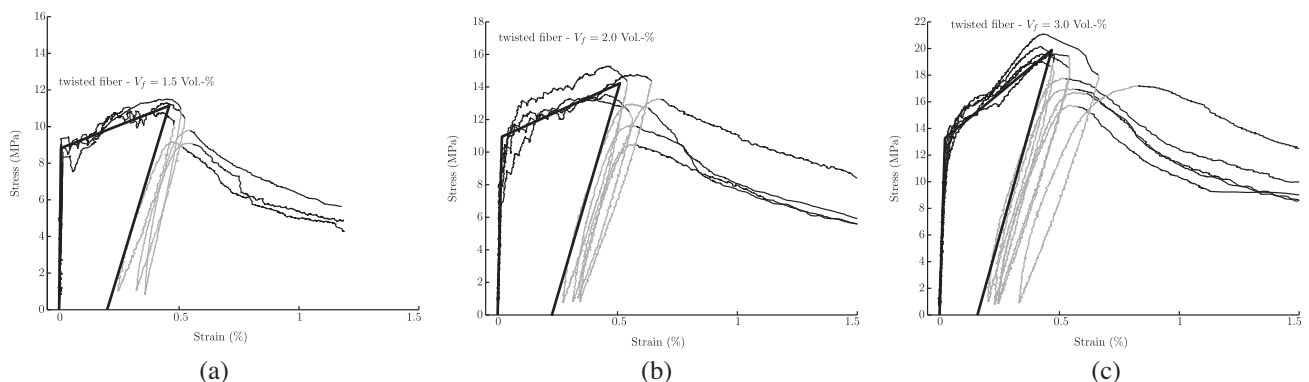 16
14
12
10
8
6
4
2
0
Stress (MPa)
twisted fiber - V_f = 1.5 Vol.-%
0 0.5 1 1.5
Strain (%)
(a)
18
16
14
12
10
8
6
4
2
0
Stress (MPa)
twisted fiber - V_f = 2.0 Vol.-%
0 0.5 1 1.5
Strain (%)
(b)
22
20
18
16
14
12
10
8
6
4
2
0
Stress (MPa)
twisted fiber - V_f = 3.0 Vol.-%
0 0.5 1 1.5
Strain (%)
(c)